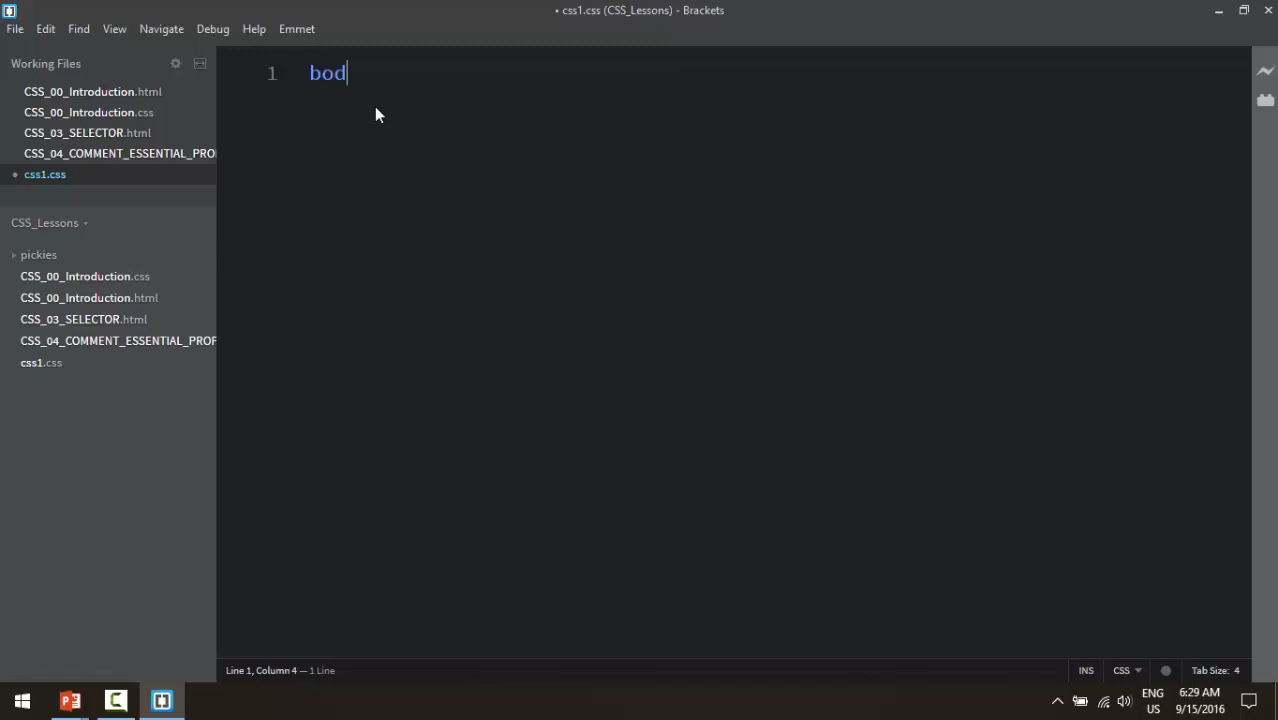 • css1.css (CSS_Lessons) - Brackets
File Edit Find View Navigate Debug Help Emmet
Working Files
CSS_00_Introduction.html
CSS_00_Introduction.css
CSS_03_SELECTOR.html
CSS_04_COMMENT_ESSENTIAL_PRO
• css1.css
CSS_Lessons
pickies
CSS_00_Introduction.css
CSS_00_Introduction.html
CSS_03_SELECTOR.html
CSS_04_COMMENT_ESSENTIAL_PROF
css1.css
1 bod
Line 1, Column 4 — 1 Line
INS CSS Tab Size: 4
ENG 6:29 AM
US 9/15/2016